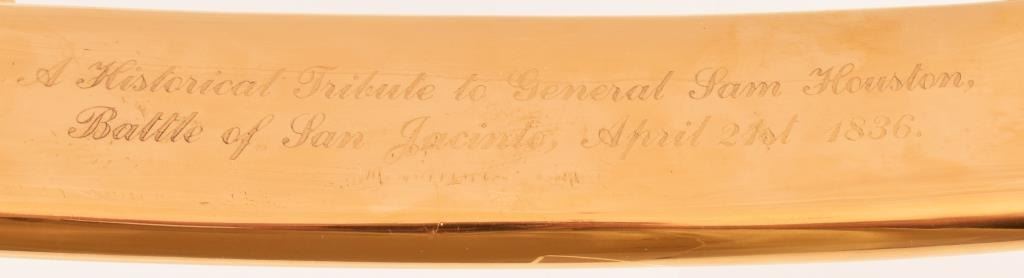 A Historical Tribute to General Sam Houston,
Battle of San Jacinto, April 21st 1836.